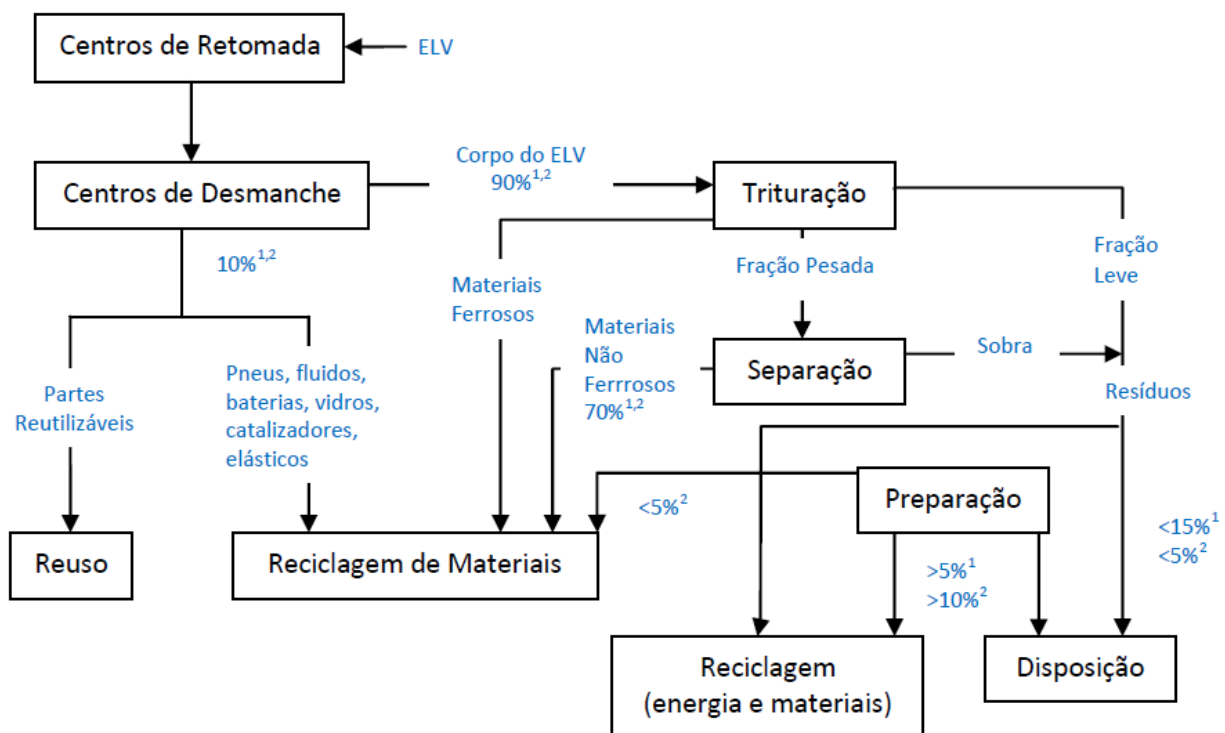 Centros de Retomada
ELV
Centros de Desmanche
Corpo do ELV
90%¹,²
Trituração
10%¹,²
Materiais
Ferrosos
Fração Pesada
Fração
Leve
Materiais
Não
Ferrrosos
70%¹,²
Separação
Sobra
Resíduos
Partes
Reutilizáveis
Pneus, fluidos,
baterias, vidros,
catalizadores,
elásticos
Preparação
<5%²
<15%¹
<5%²
Reuso
Reciclagem de Materiais
>5%¹
>10%²
Reciclagem
(energia e materiais)
Disposição